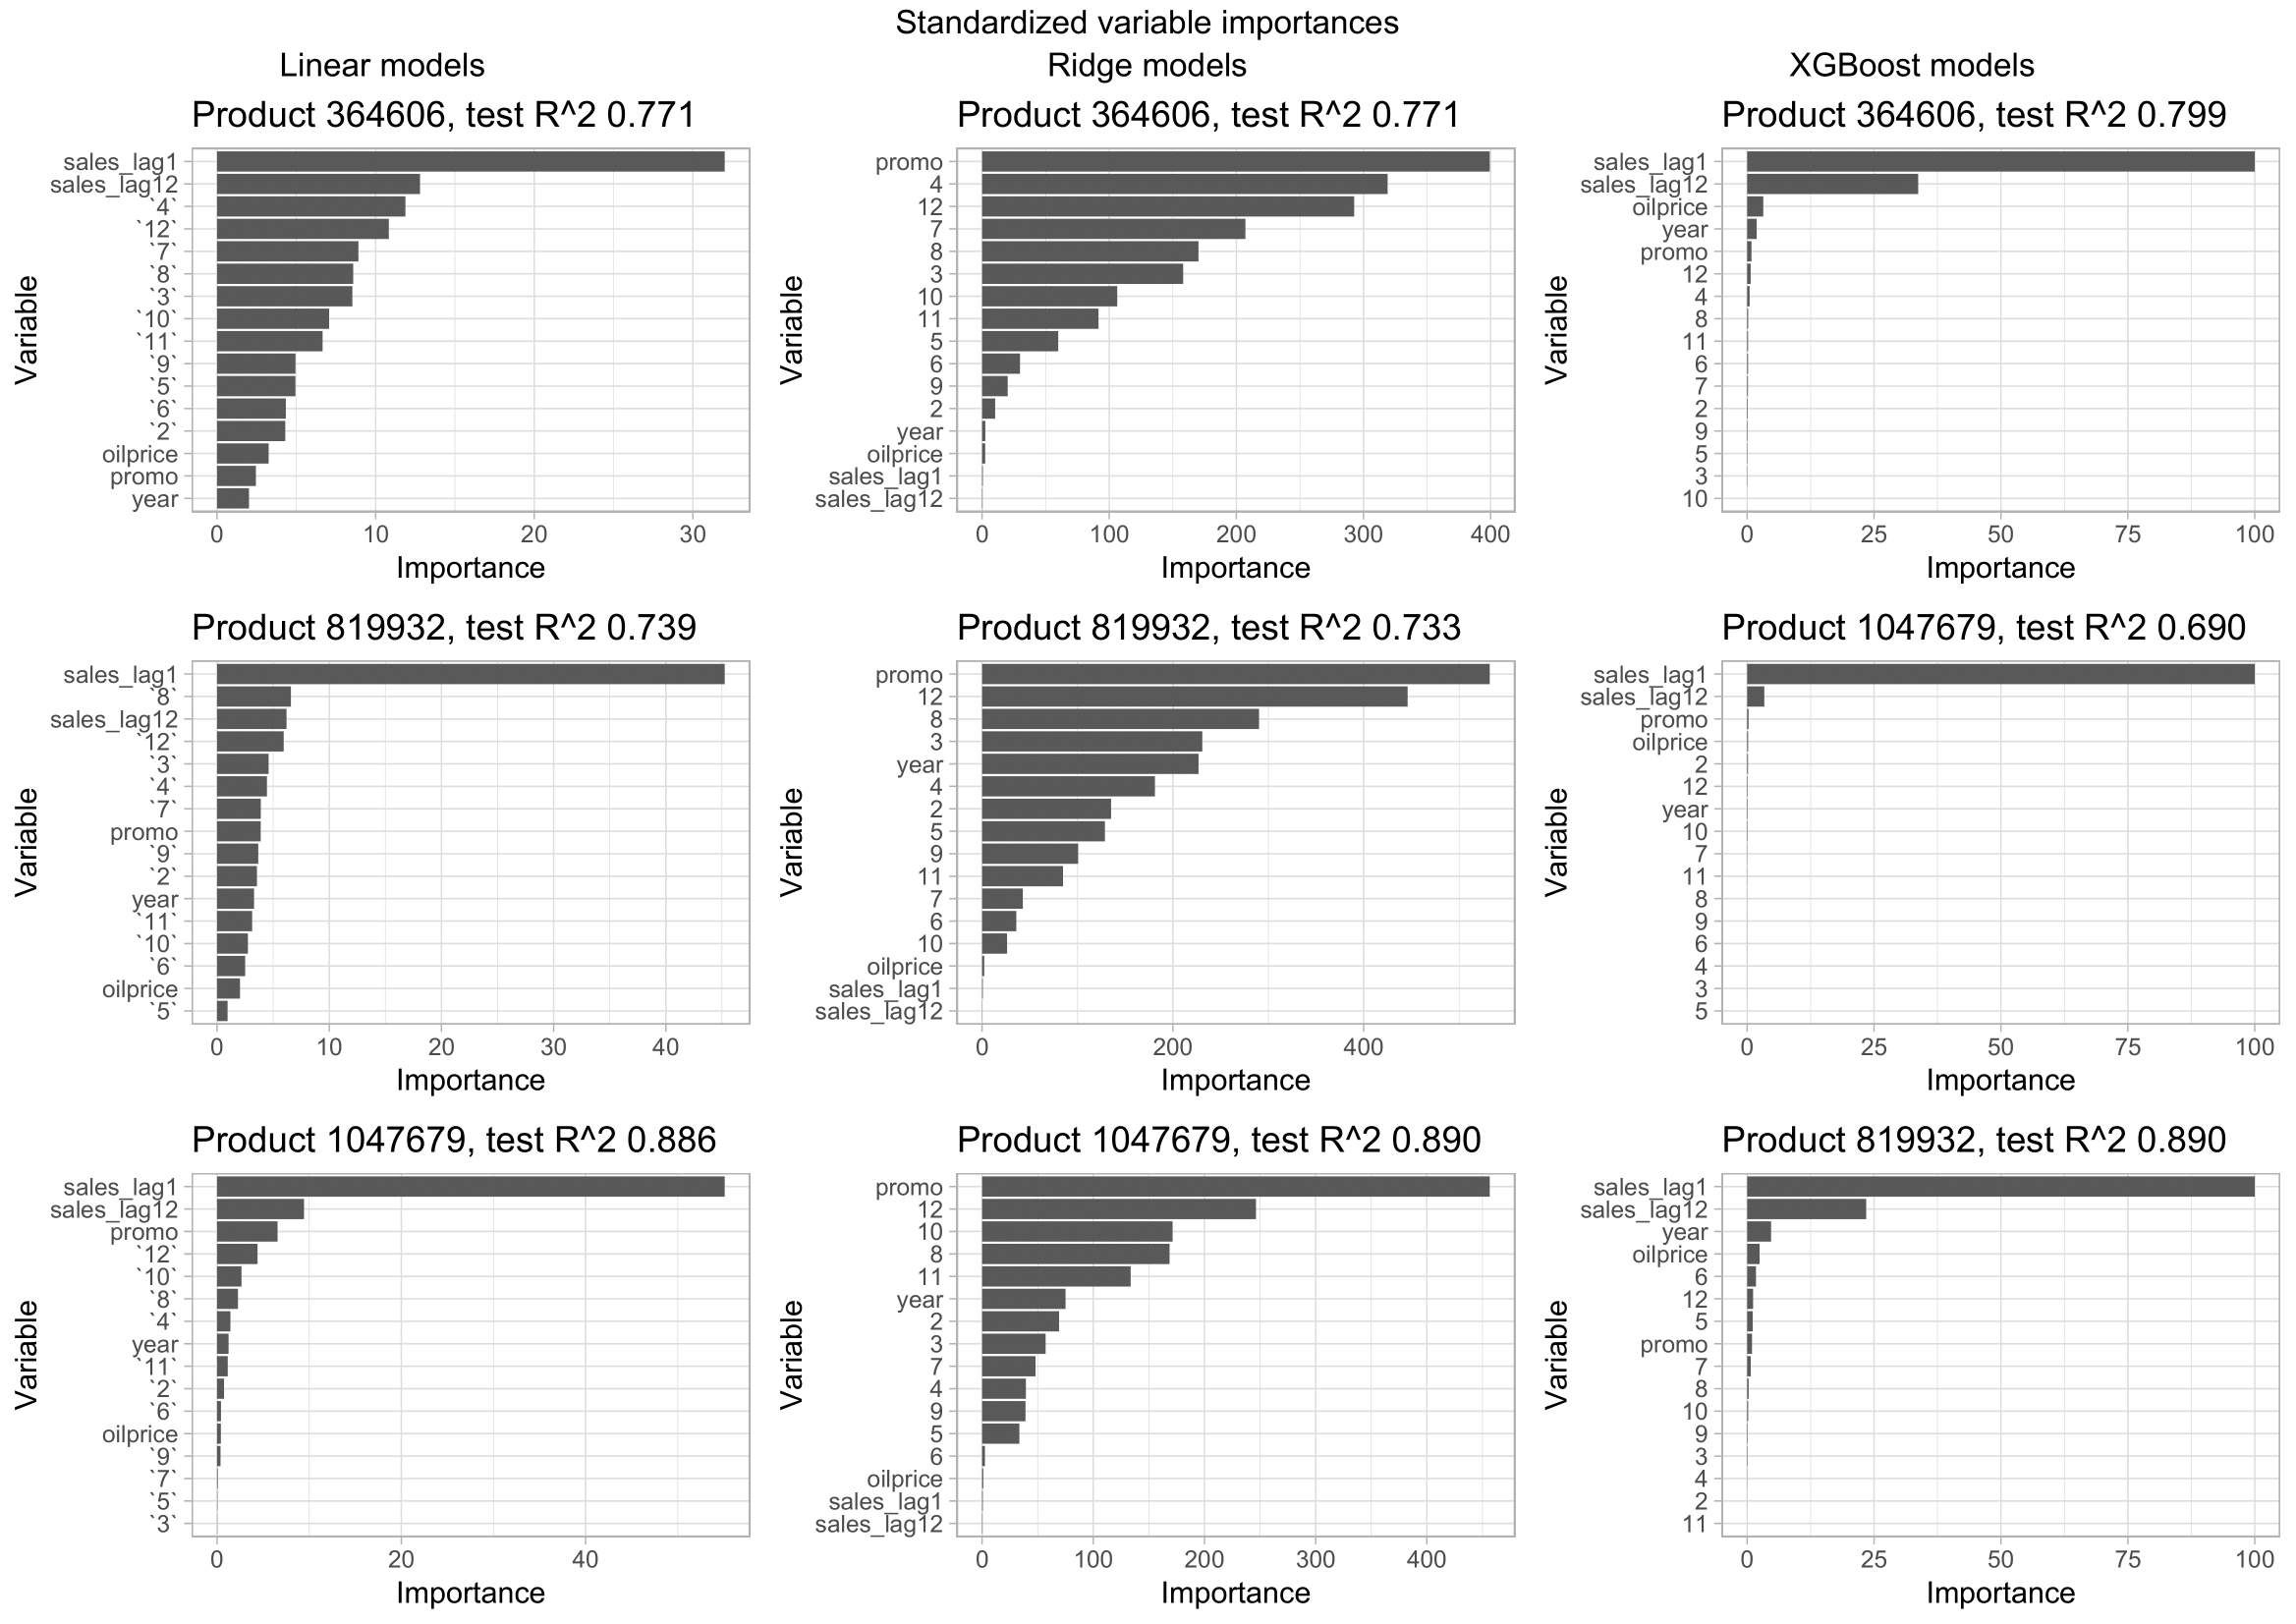 Standardized variable importances
Linear models
Ridge models
XGBoost models
Product 364606, test R^2 0.771
Variable
sales_lag1
sales_lag12
`4`
`12`
`7`
`8`
`3`
`10`
`11`
`9`
`5`
`6`
`2`
oilprice
promo
year
0 10 20 30
Importance
Product 364606, test R^2 0.771
Variable
promo
4
12
7
8
3
10
11
5
6
9
2
year
oilprice
sales_lag1
sales_lag12
0 100 200 300 400
Importance
Product 364606, test R^2 0.799
Variable
sales_lag1
sales_lag12
oilprice
year
promo
12
4
8
11
6
7
2
9
5
3
10
0 25 50 75 100
Importance
Product 819932, test R^2 0.739
Variable
sales_lag1
`8`
sales_lag12
`12`
`3`
`4`
`7`
promo
`9`
`2`
year
`11`
`10`
`6`
oilprice
`5`
0 10 20 30 40
Importance
Product 819932, test R^2 0.733
Variable
promo
12
8
3
year
4
2
5
9
11
7
6
10
oilprice
sales_lag1
sales_lag12
0 200 400
Importance
Product 1047679, test R^2 0.690
Variable
sales_lag1
sales_lag12
promo
oilprice
2
12
year
10
7
11
8
9
6
4
3
5
0 25 50 75 100
Importance
Product 1047679, test R^2 0.886
Variable
sales_lag1
sales_lag12
promo
`12`
`10`
`8`
`4`
year
`11`
`2`
`6`
oilprice
`9`
`7`
`5`
`3`
0 20 40
Importance
Product 1047679, test R^2 0.890
Variable
promo
12
10
8
11
year
2
3
7
4
9
5
6
oilprice
sales_lag1
sales_lag12
0 100 200 300 400
Importance
Product 819932, test R^2 0.890
Variable
sales_lag1
sales_lag12
year
oilprice
6
12
5
promo
7
8
10
9
3
4
2
11
0 25 50 75 100
Importance